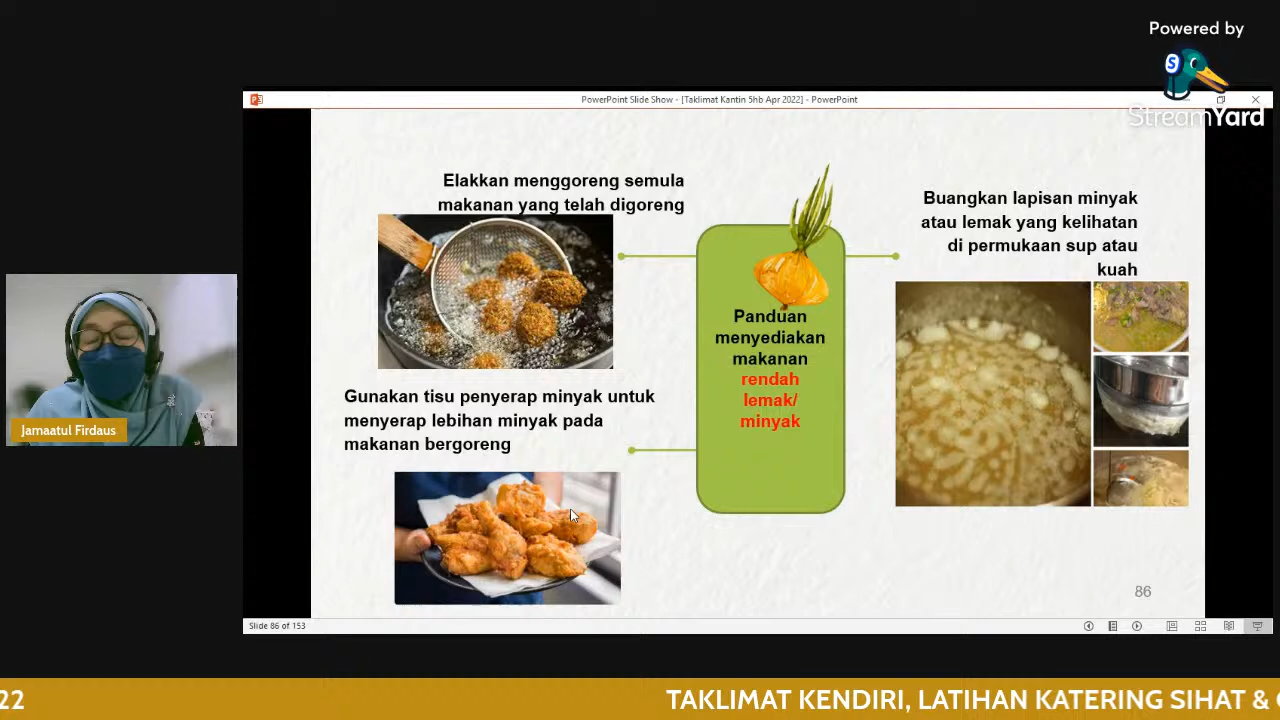 Powered by
StreamYard
PowerPoint Slide Show - [Taklimat Kantin 5hb Apr 2022] - PowerPoint
Elakkan menggoreng semula
makanan yang telah digoreng
Buangkan lapisan minyak
atau lemak yang kelihatan
di permukaan sup atau
kuah
Panduan
menyediakan
makanan
rendah
lemak/
minyak
Gunakan tisu penyerap minyak untuk
menyerap lebihan minyak pada
makanan bergoreng
Jamaatul Firdaus
86
Slide 86 of 153
22
TAKLIMAT KENDIRI, LATIHAN KATERING SIHAT &